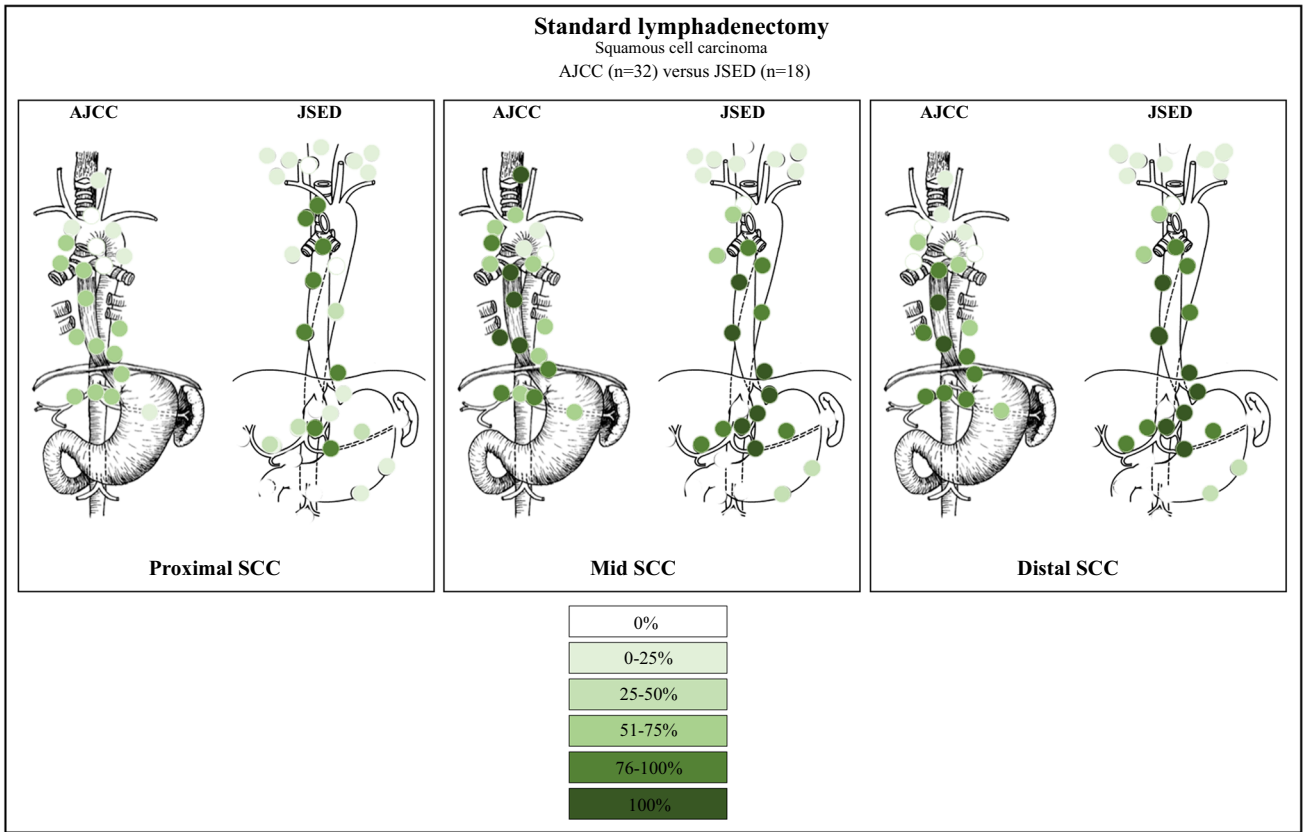 Standard lymphadenectomy
Squamous cell carcinoma
AJCC (n=32) versus JSED (n=18)
AJCC JSED
Proximal SCC
AJCC JSED
Mid SCC
AJCC JSED
Distal SCC
0%
0-25%
25-50%
51-75%
76-100%
100%